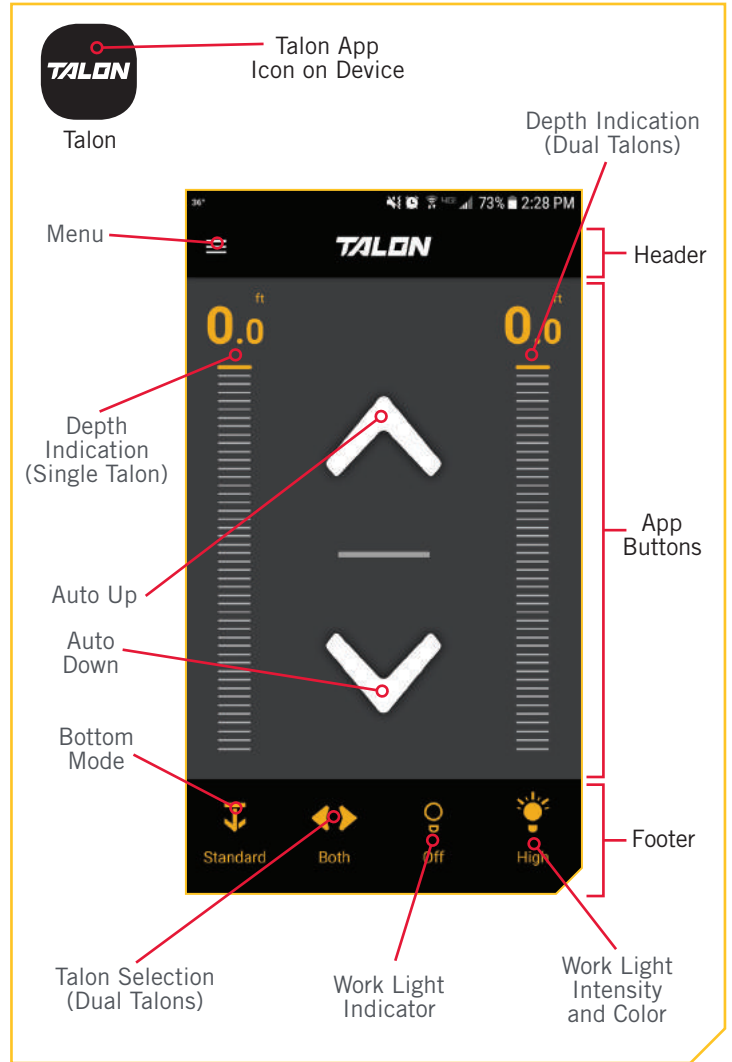 TALON
Talon
Talon App
Icon on Device
Depth Indication
(Dual Talons)
36°
4GE 73% 2:28 PM
Menu
TALON
Header
ft
0.0
ft
0.0
Depth
Indication
(Single Talon)
App
Buttons
Auto Up
Auto
Down
Bottom
Mode
Standard
Both
Off
High
Footer
Talon Selection
(Dual Talons)
Work Light
Indicator
Work Light
Intensity
and Color